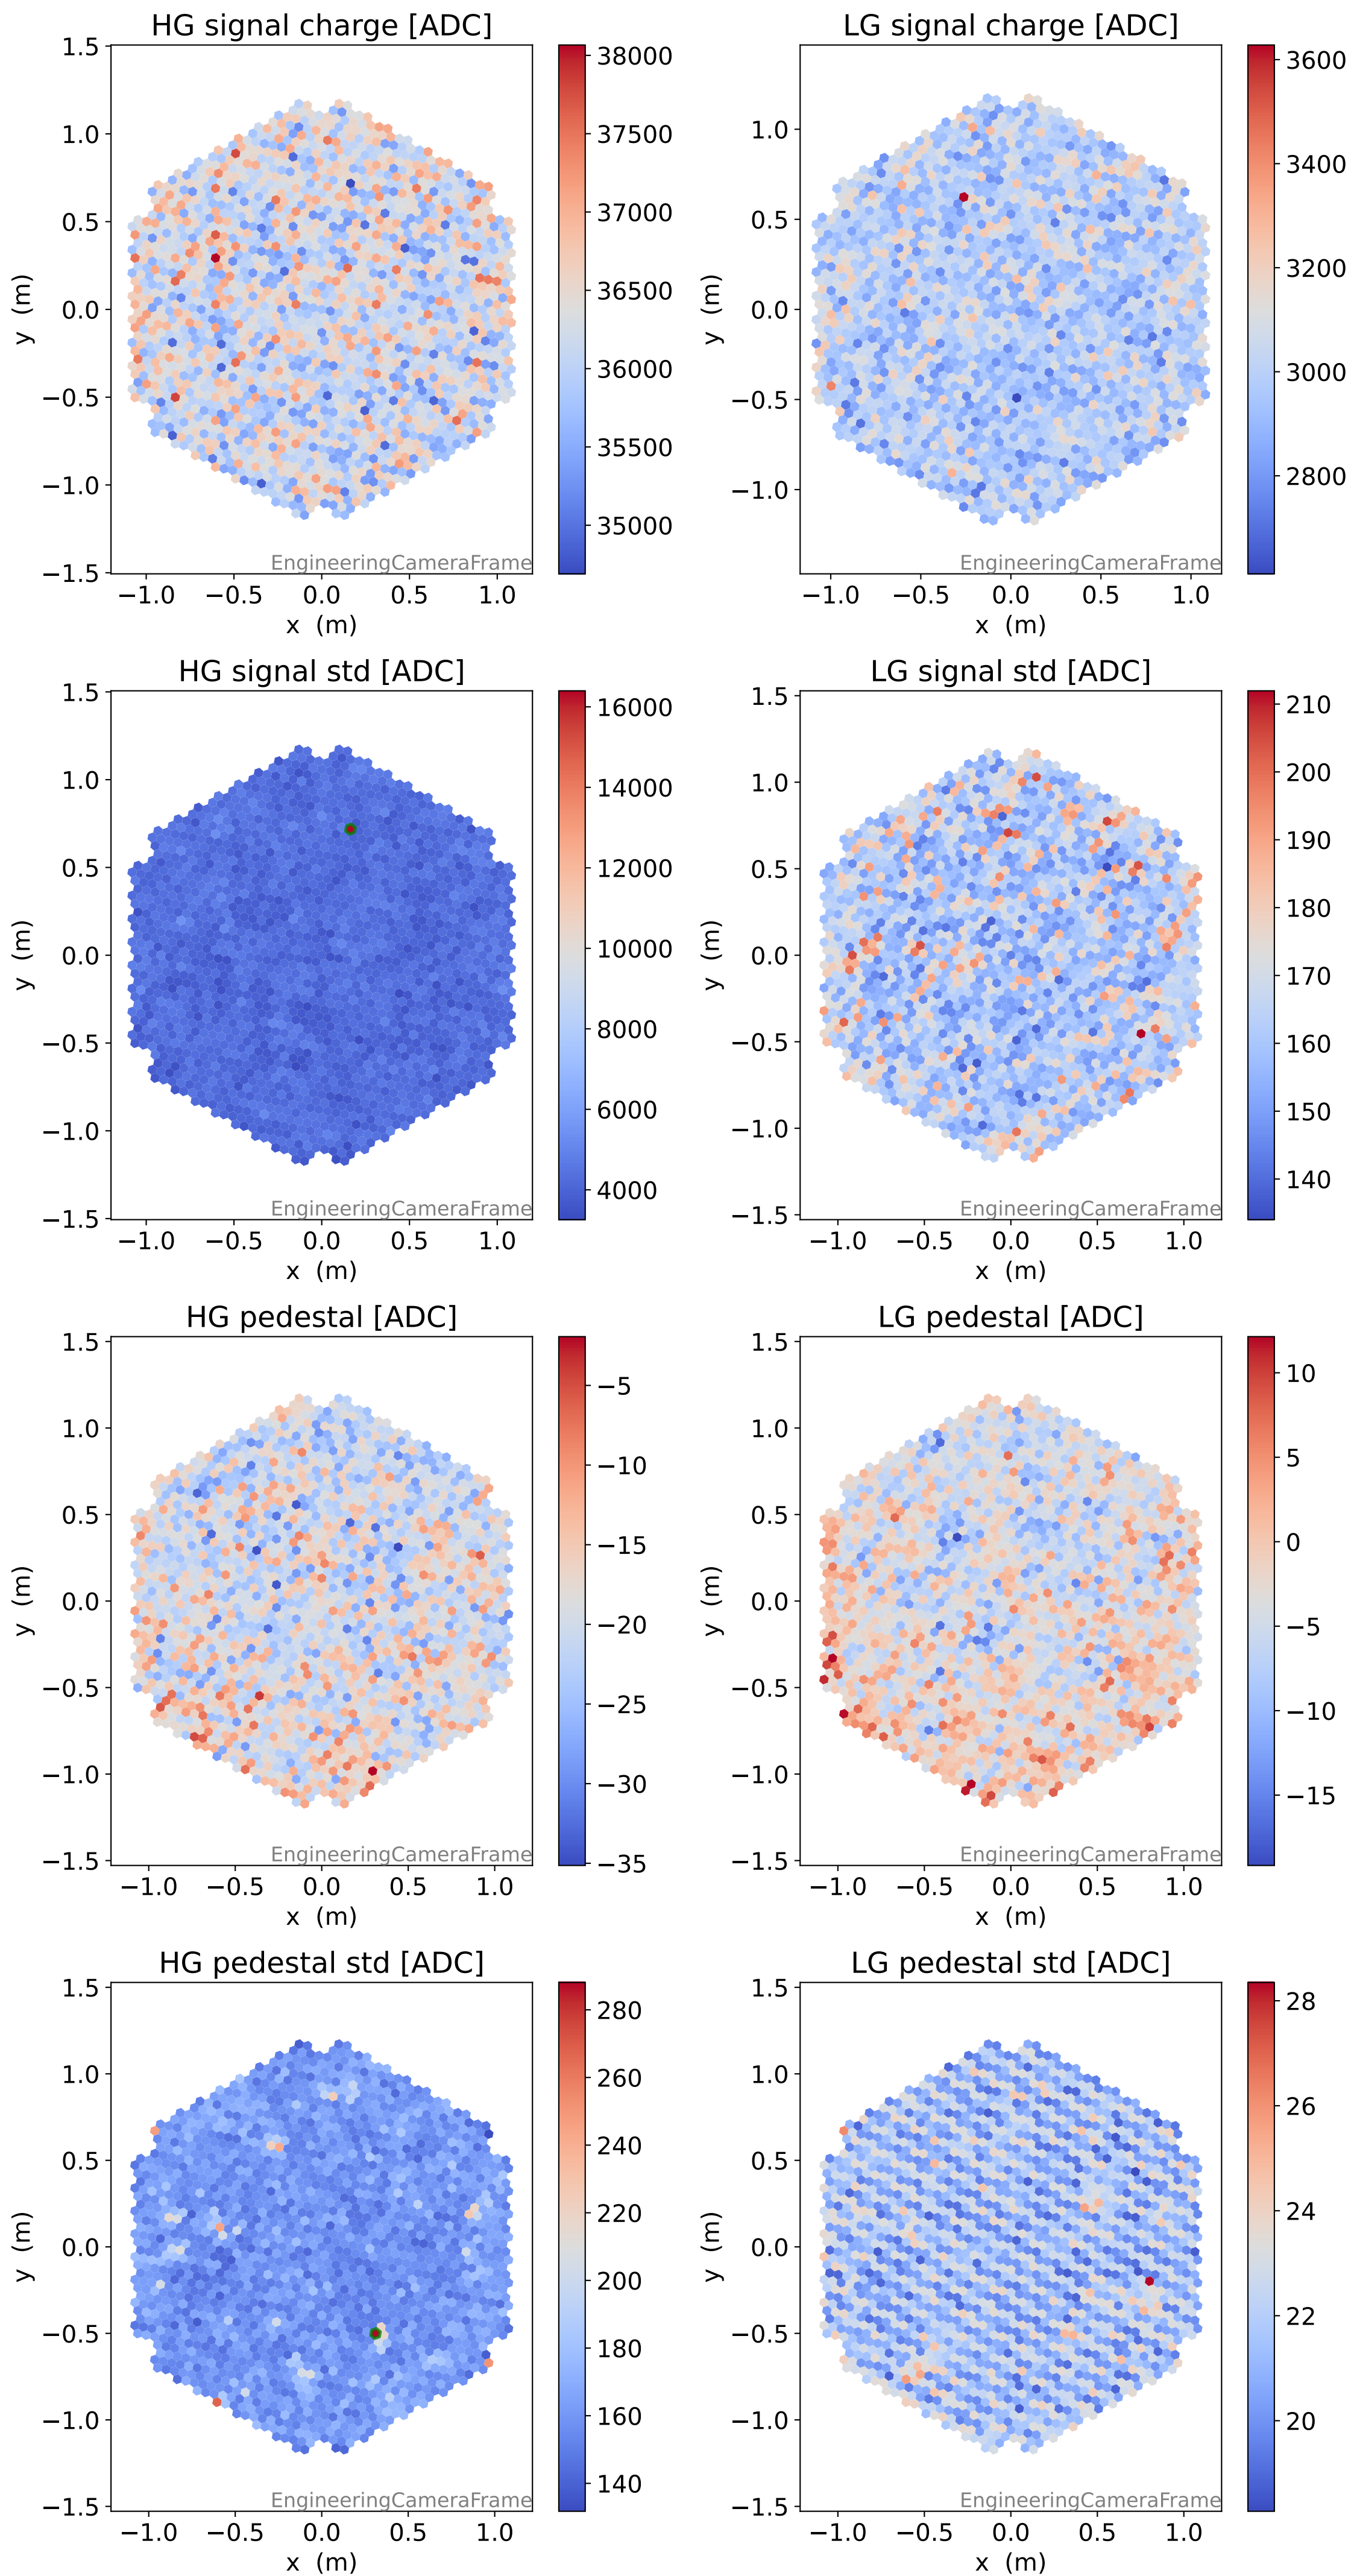 HG signal charge [ADC]
1.5
1.0
0.5
0.0
−0.5
−1.0
−1.5
y (m)
−1.0 −0.5 0.0 0.5 1.0
x (m)
EngineeringCameraFrame
38000
37500
37000
36500
36000
35500
35000
LG signal charge [ADC]
1.0
0.5
0.0
−0.5
−1.0
y (m)
−1.0 −0.5 0.0 0.5 1.0
x (m)
EngineeringCameraFrame
3600
3400
3200
3000
2800
HG signal std [ADC]
1.5
1.0
0.5
0.0
−0.5
−1.0
−1.5
y (m)
−1.0 −0.5 0.0 0.5 1.0
x (m)
EngineeringCameraFrame
16000
14000
12000
10000
8000
6000
4000
LG signal std [ADC]
1.5
1.0
0.5
0.0
−0.5
−1.0
−1.5
y (m)
−1.0 −0.5 0.0 0.5 1.0
x (m)
EngineeringCameraFrame
210
200
190
180
170
160
150
140
HG pedestal [ADC]
1.5
1.0
0.5
0.0
−0.5
−1.0
−1.5
y (m)
−1.0 −0.5 0.0 0.5 1.0
x (m)
EngineeringCameraFrame
−5
−10
−15
−20
−25
−30
−35
LG pedestal [ADC]
1.5
1.0
0.5
0.0
−0.5
−1.0
−1.5
y (m)
−1.0 −0.5 0.0 0.5 1.0
x (m)
EngineeringCameraFrame
10
5
0
−5
−10
−15
HG pedestal std [ADC]
1.5
1.0
0.5
0.0
−0.5
−1.0
−1.5
y (m)
−1.0 −0.5 0.0 0.5 1.0
x (m)
EngineeringCameraFrame
280
260
240
220
200
180
160
140
LG pedestal std [ADC]
1.5
1.0
0.5
0.0
−0.5
−1.0
−1.5
y (m)
−1.0 −0.5 0.0 0.5 1.0
x (m)
EngineeringCameraFrame
28
26
24
22
20